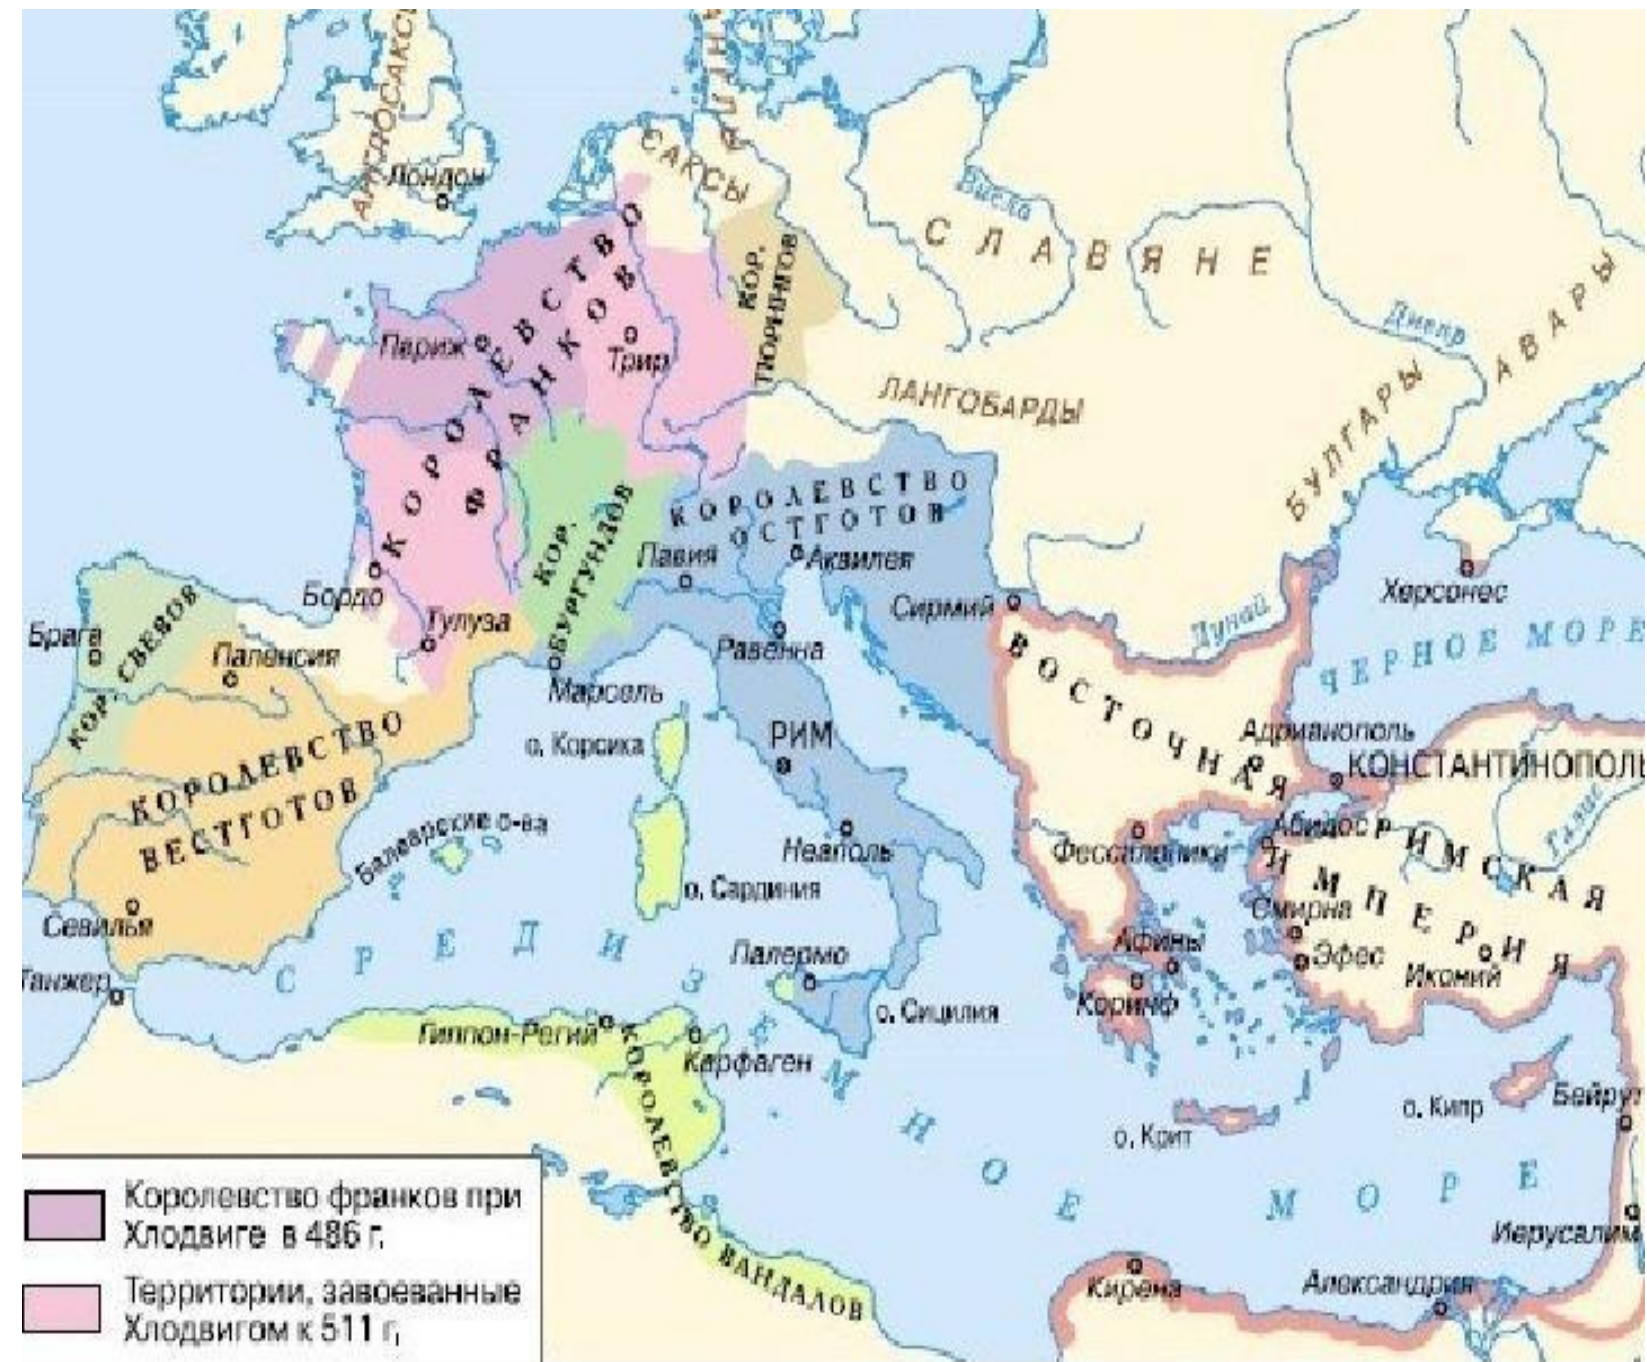 АНГЛОСАКСЫ
Лондон
САКСЫ
Висла
СЛАВЯНЕ
КОРОЛЕВСТВО
ФРАНКОВ
КОР.
ТЮРИНГОВ
Днепр
АВАРЫ
Париж
Трир
ЛАНГОБАРДЫ
БУЛГАРЫ
КОРОЛЕВСТВО
ОСТГОТОВ
КОР.
БУРГУНДОВ
Павия
Аквилея
Бордо
Херсонес
Сирмий
Дунай
Тулуза
Брага
КОР. СВЕВОВ
Паленсия
Равенна
ЧЕРНОЕ МОРЕ
Марсель
ВОСТОЧНАЯ
РИМСКАЯ
ИМПЕРИЯ
о. Корсика
РИМ
Адрианополь
КОНСТАНТИНОПОЛЬ
КОРОЛЕВСТВО
ВЕСТГОТОВ
Галис
Балеарские о-ва
Неаполь
Фессалоники
Абидос
о. Сардиния
Смирна
Севилья
Афины
Эфес
Иконий
СРЕДИЗЕМНОЕ МОРЕ
Палермо
Танжер
Коринф
о. Сицилия
Гиппон-Регий
Карфаген
КОРОЛЕВСТВО ВАНДАЛОВ
о. Кипр
Бейрут
о. Крит
Иерусалим
Кирена
Александрия
Королевство франков при
Хлодвиге в 486 г.
Территории, завоеванные
Хлодвигом к 511 г.